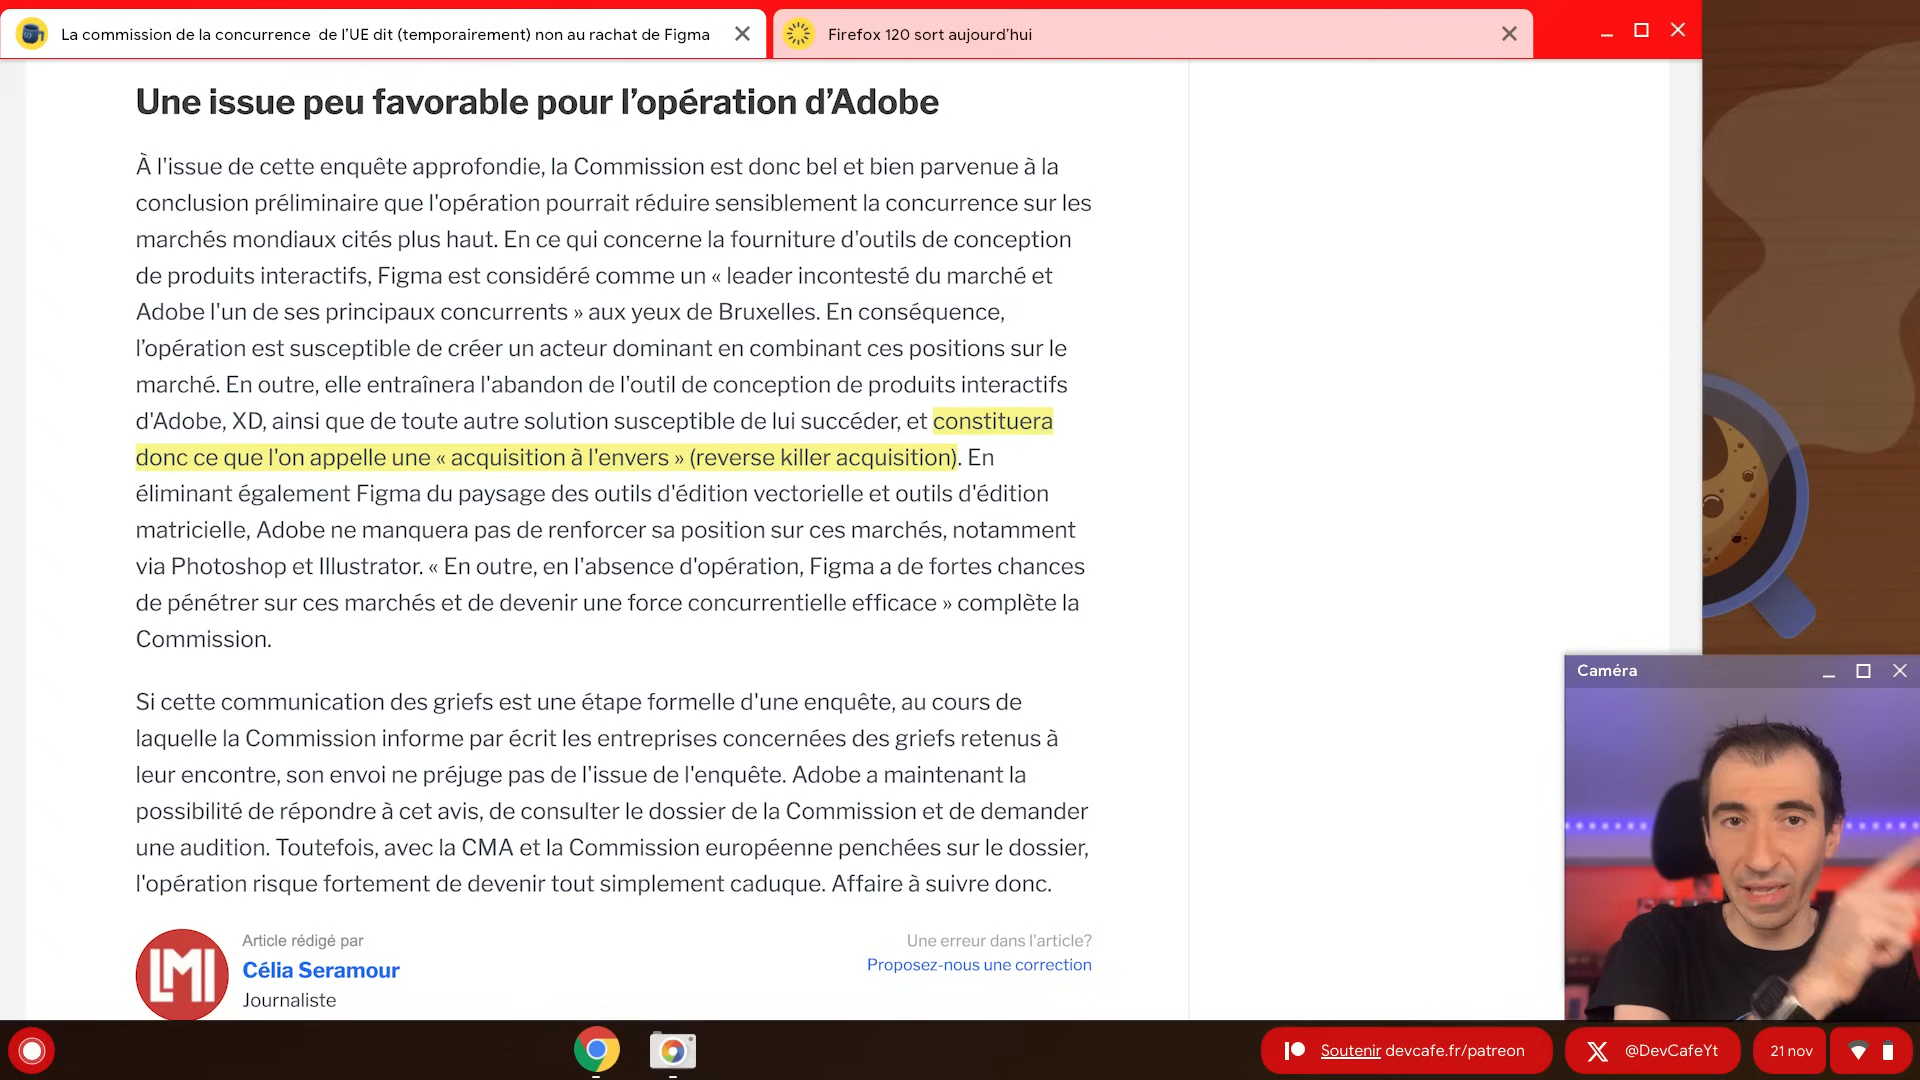 La commission de la concurrence de l’UE dit (temporairement) non au rachat de Figma
Firefox 120 sort aujourd'hui
Une issue peu favorable pour l’opération d’Adobe
À l'issue de cette enquête approfondie, la Commission est donc bel et bien parvenue à la
conclusion préliminaire que l'opération pourrait réduire sensiblement la concurrence sur les
marchés mondiaux cités plus haut. En ce qui concerne la fourniture d'outils de conception
de produits interactifs, Figma est considéré comme un « leader incontesté du marché et
Adobe l'un de ses principaux concurrents » aux yeux de Bruxelles. En conséquence,
l’opération est susceptible de créer un acteur dominant en combinant ces positions sur le
marché. En outre, elle entraînera l'abandon de l'outil de conception de produits interactifs
d'Adobe, XD, ainsi que de toute autre solution susceptible de lui succéder, et constituera
donc ce que l'on appelle une « acquisition à l'envers » (reverse killer acquisition). En
éliminant également Figma du paysage des outils d'édition vectorielle et outils d'édition
matricielle, Adobe ne manquera pas de renforcer sa position sur ces marchés, notamment
via Photoshop et Illustrator. « En outre, en l'absence d'opération, Figma a de fortes chances
de pénétrer sur ces marchés et de devenir une force concurrentielle efficace » complète la
Commission.
Si cette communication des griefs est une étape formelle d'une enquête, au cours de
laquelle la Commission informe par écrit les entreprises concernées des griefs retenus à
leur encontre, son envoi ne préjuge pas de l'issue de l'enquête. Adobe a maintenant la
possibilité de répondre à cet avis, de consulter le dossier de la Commission et de demander
une audition. Toutefois, avec la CMA et la Commission européenne penchées sur le dossier,
l'opération risque fortement de devenir tout simplement caduque. Affaire à suivre donc.
LMI
Article rédigé par
Célia Seramour
Journaliste
Une erreur dans l'article?
Proposez-nous une correction
Caméra
Soutenir devcafe.fr/patreon
@DevCafeYt
21 nov